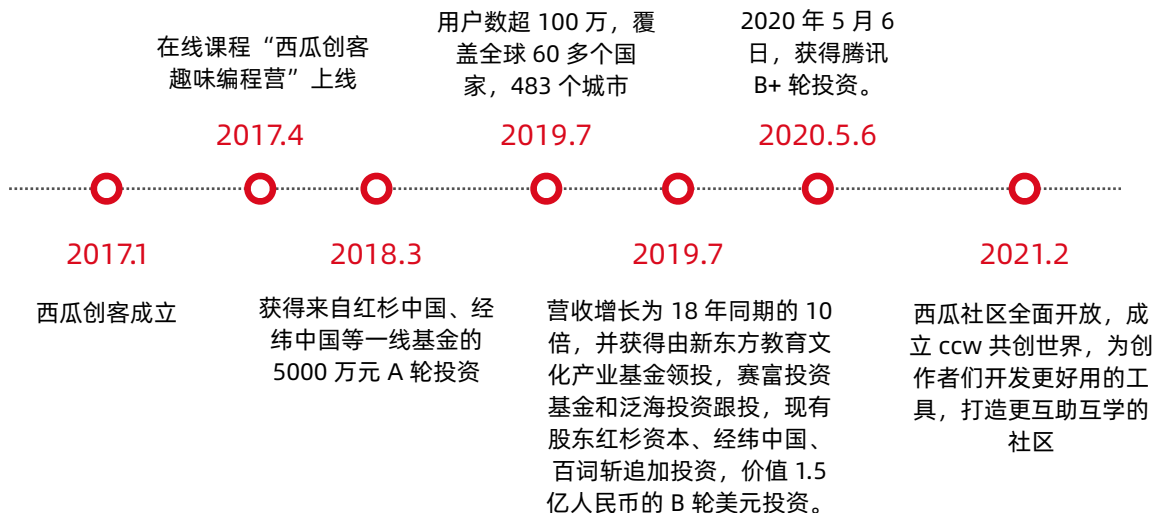 在线课程“西瓜创客
趣味编程营”上线
2017.4
用户数超 100 万，覆
盖全球 60 多个国
家，483 个城市
2019.7
2020 年 5 月 6
日，获得腾讯
B+ 轮投资。
2020.5.6
2017.1
西瓜创客成立
2018.3
获得来自红杉中国、经
纬中国等一线基金的
5000 万元 A 轮投资
2019.7
营收增长为 18 年同期的 10
倍，并获得由新东方教育文
化产业基金领投，赛富投资
基金和泛海投资跟投，现有
股东红杉资本、经纬中国、
百词斩追加投资，价值 1.5
亿人民币的 B 轮美元投资。
2021.2
西瓜社区全面开放，成
立 ccw 共创世界，为创
作者们开发更好用的工
具，打造更互助互学的
社区